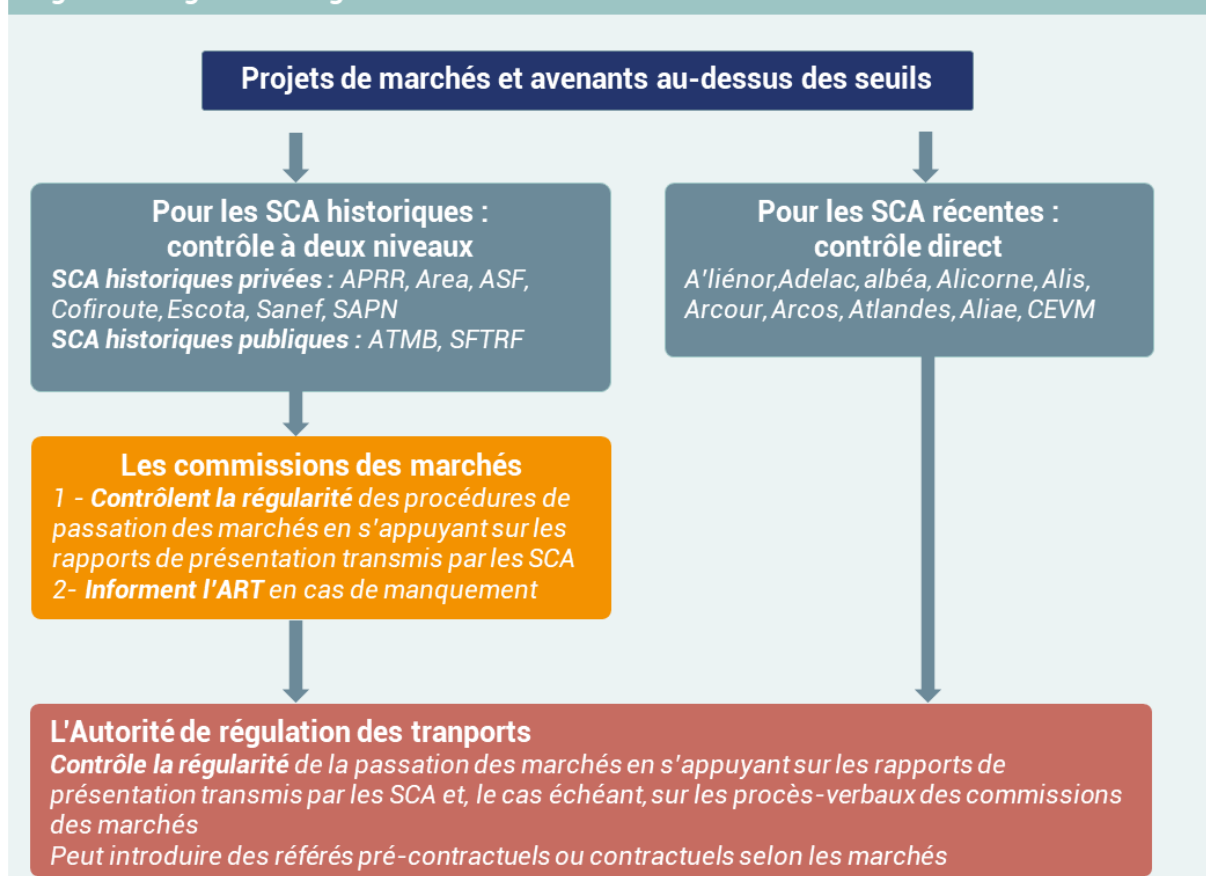 Projets de marchés et avenants au-dessus des seuils
Pour les SCA historiques :
contrôle à deux niveaux
SCA historiques privées : APRR, Area, ASF,
Cofiroute, Escota, Sanef, SAPN
SCA historiques publiques : ATMB, SFTRF
Pour les SCA récentes :
contrôle direct
A'liénor, Adelac, albéa, Alicorne, Alis,
Arcour, Arcos, Atlandes, Aliae, CEVM
Les commissions des marchés
1 - Contrôlent la régularité des procédures de
passation des marchés en s'appuyant sur les
rapports de présentation transmis par les SCA
2- Informent l'ART en cas de manquement
L'Autorité de régulation des tranports
Contrôle la régularité de la passation des marchés en s'appuyant sur les rapports de
présentation transmis par les SCA et, le cas échéant, sur les procès-verbaux des commissions
des marchés
Peut introduire des référés pré-contractuels ou contractuels selon les marchés